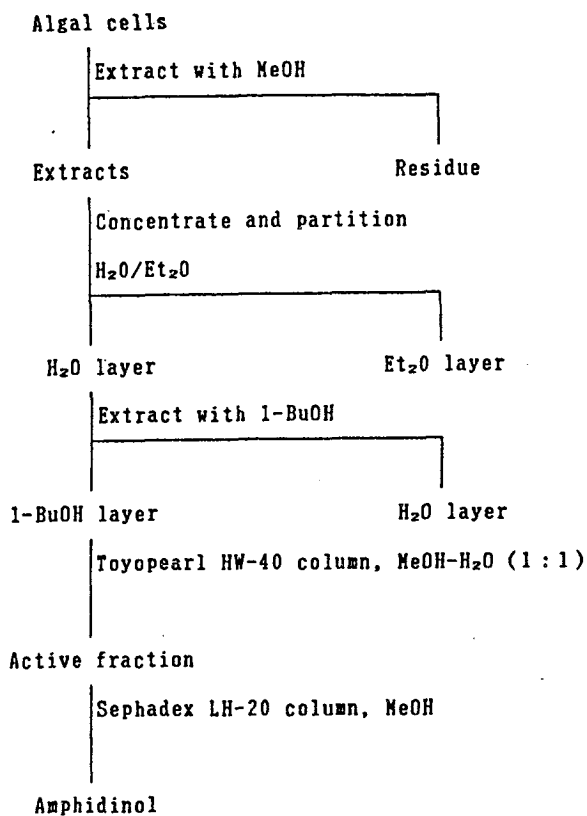 Algal cells
Extract with MeOH
Extracts Residue
Concentrate and partition
H₂O/Et₂O
H₂O layer Et₂O layer
Extract with 1-BuOH
1-BuOH layer H₂O layer
Toyopearl HW-40 column, MeOH-H₂O (1 : 1)
Active fraction
Sephadex LH-20 column, MeOH
Amphidinol